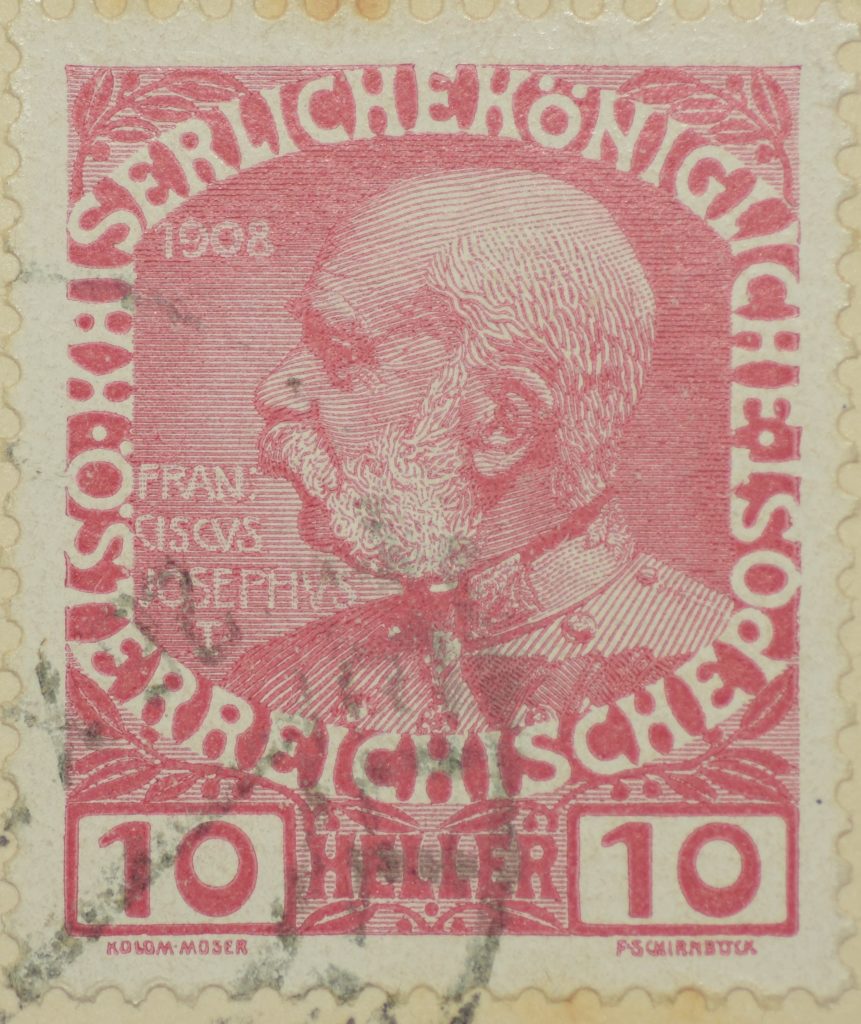 KAISERLICHE KÖNIGLICHE ÖSTERREICHISCHE POST
1908
FRAN:
CISCVS
JOSEPHVS
I
10 HELLER 10
KOLOM·MOSER F·SCHIRNBÖCK